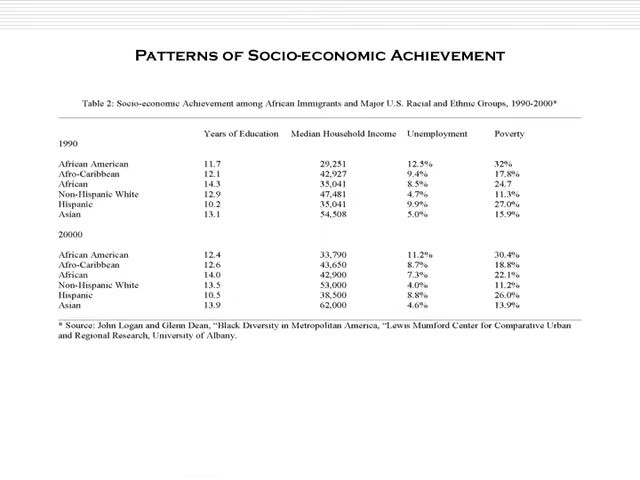 PATTERNS OF SOCIO-ECONOMIC ACHIEVEMENT
Table 2: Socio-economic Achievement among African Immigrants and Major U.S. Racial and Ethnic Groups, 1990-2000*
Years of Education Median Household Income Unemployment Poverty
1990
African American 11.7 29,251 12.5% 32%
Afro-Caribbean 12.1 42,927 9.4% 17.8%
African 14.3 35,041 8.5% 24.7
Non-Hispanic White 12.9 47,481 4.7% 11.3%
Hispanic 10.2 35,041 9.9% 27.0%
Asian 13.1 54,508 5.0% 15.9%
20000
African American 12.4 33,790 11.2% 30.4%
Afro-Caribbean 12.6 43,650 8.7% 18.8%
African 14.0 42,900 7.3% 22.1%
Non-Hispanic White 13.5 53,000 4.0% 11.2%
Hispanic 10.5 38,500 8.8% 26.0%
Asian 13.9 62,000 4.6% 13.9%
* Source: John Logan and Glenn Dean, “Black Diversity in Metropolitan America, “Lewis Mumford Center for Comparative Urban
and Regional Research, University of Albany.